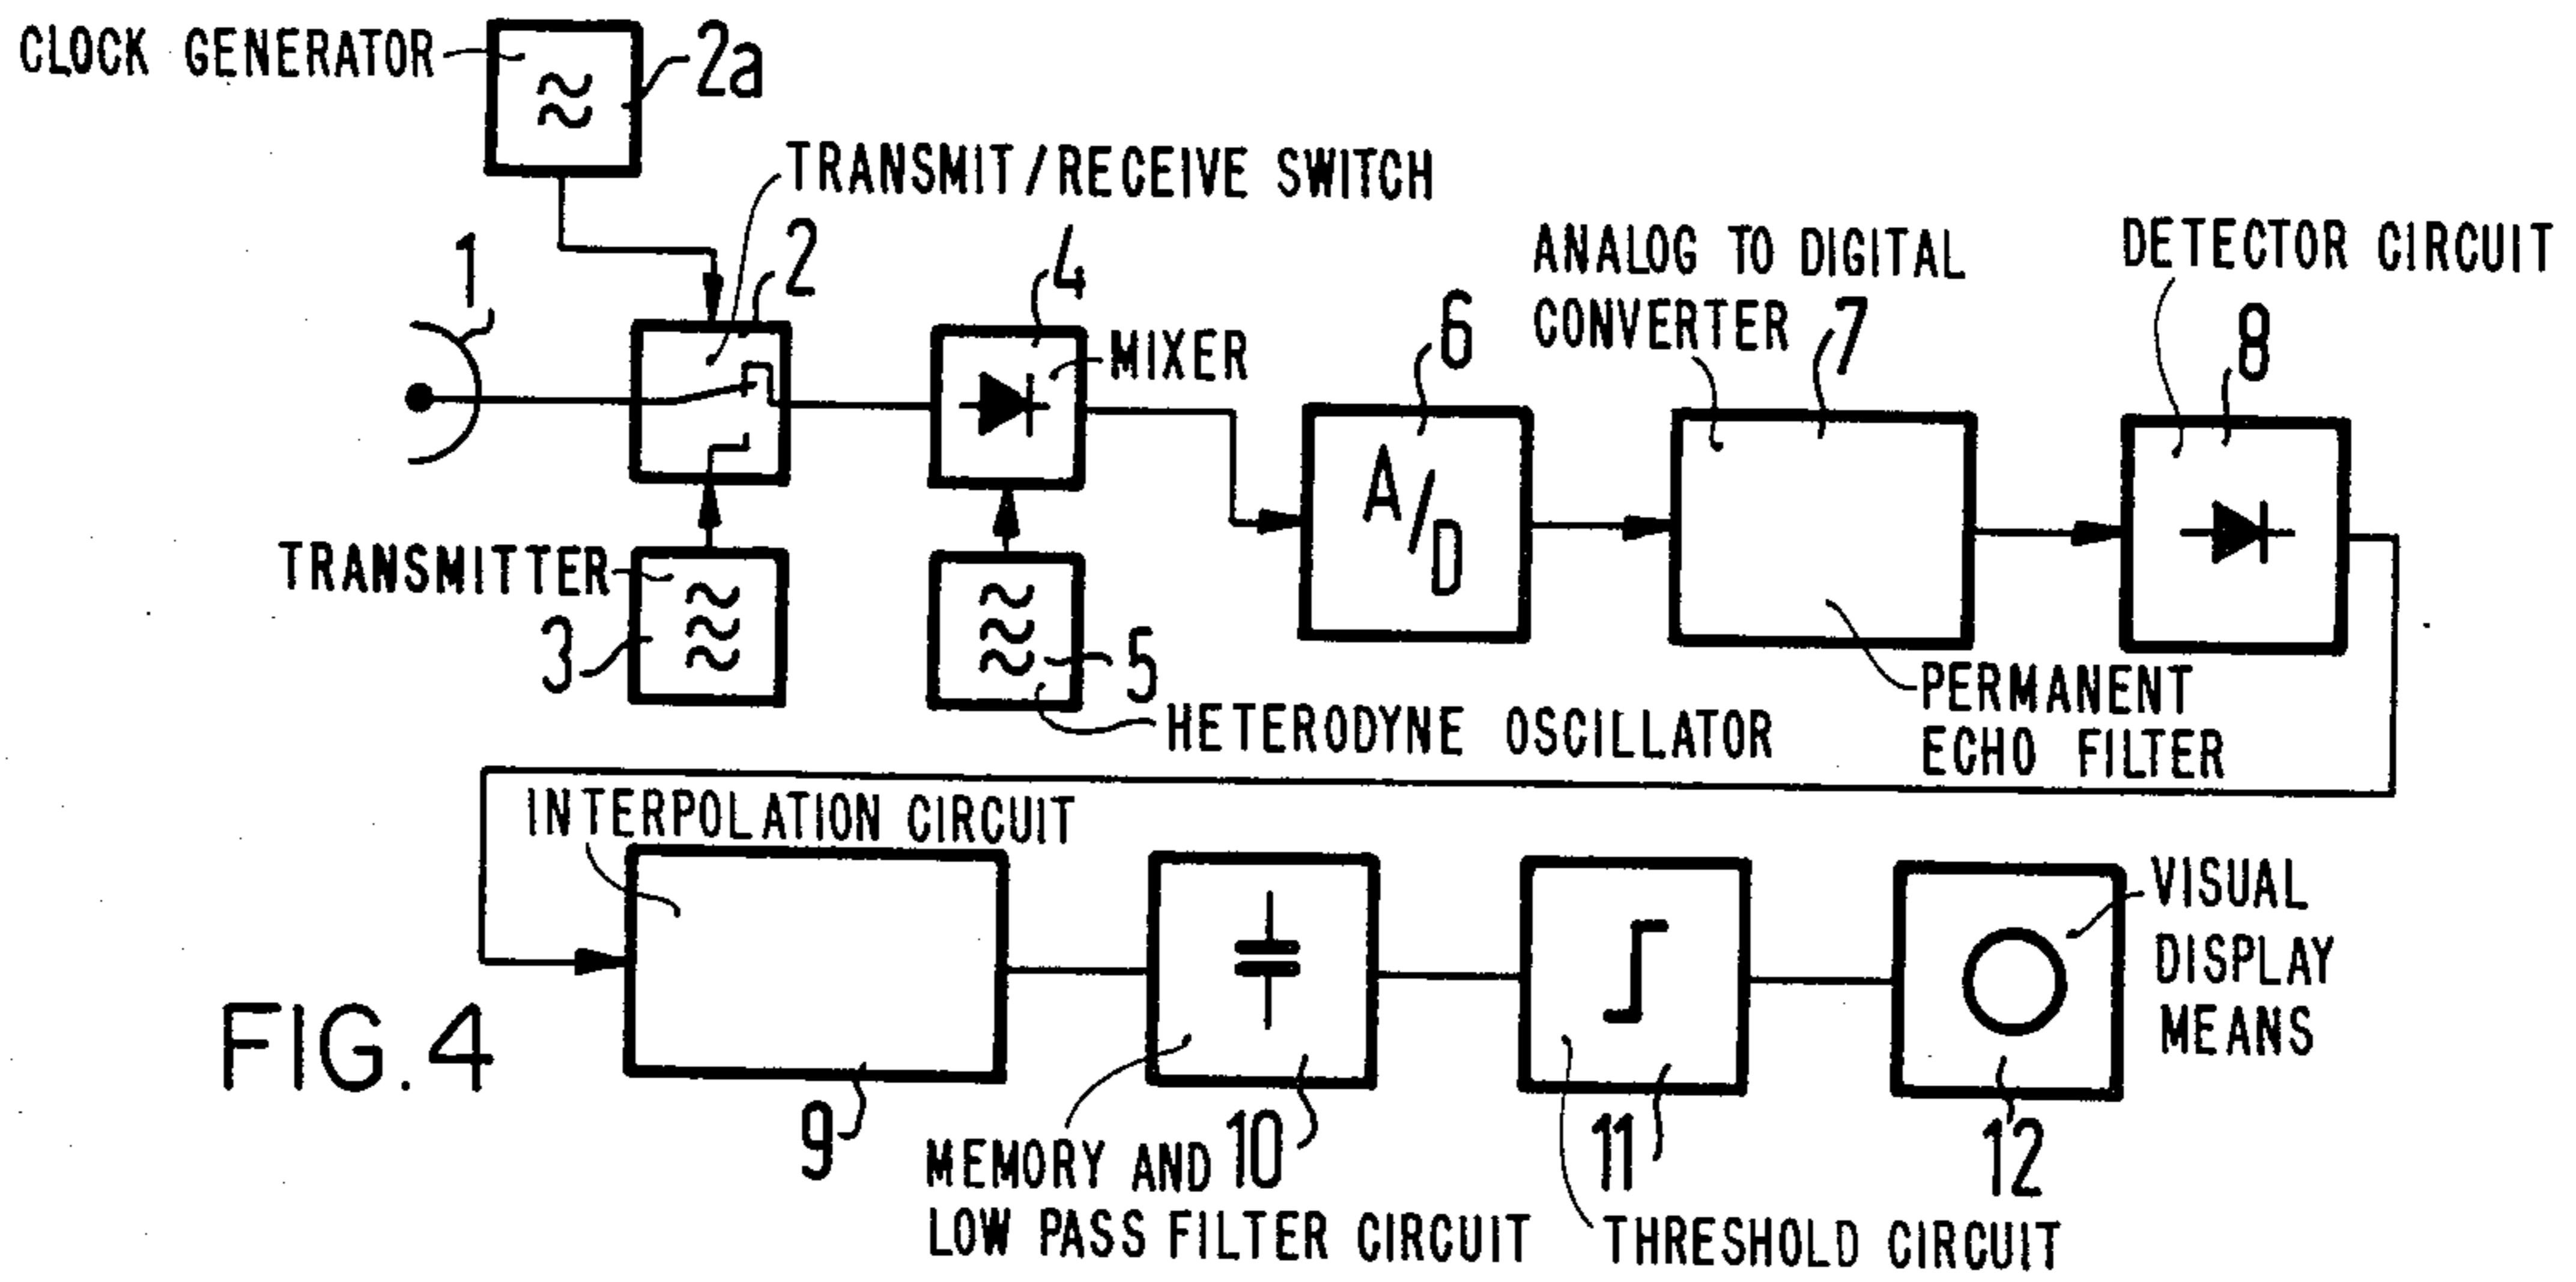 CLOCK GENERATOR
2a
TRANSMIT/RECEIVE SWITCH
1
2
4
MIXER
ANALOG TO DIGITAL
CONVERTER
6
7
DETECTOR CIRCUIT
8
A/D
TRANSMITTER
3
5
HETERODYNE OSCILLATOR
PERMANENT
ECHO FILTER
INTERPOLATION CIRCUIT
VISUAL
DISPLAY
MEANS
FIG.4
9
10
11
12
MEMORY AND
LOW PASS FILTER CIRCUIT
THRESHOLD CIRCUIT